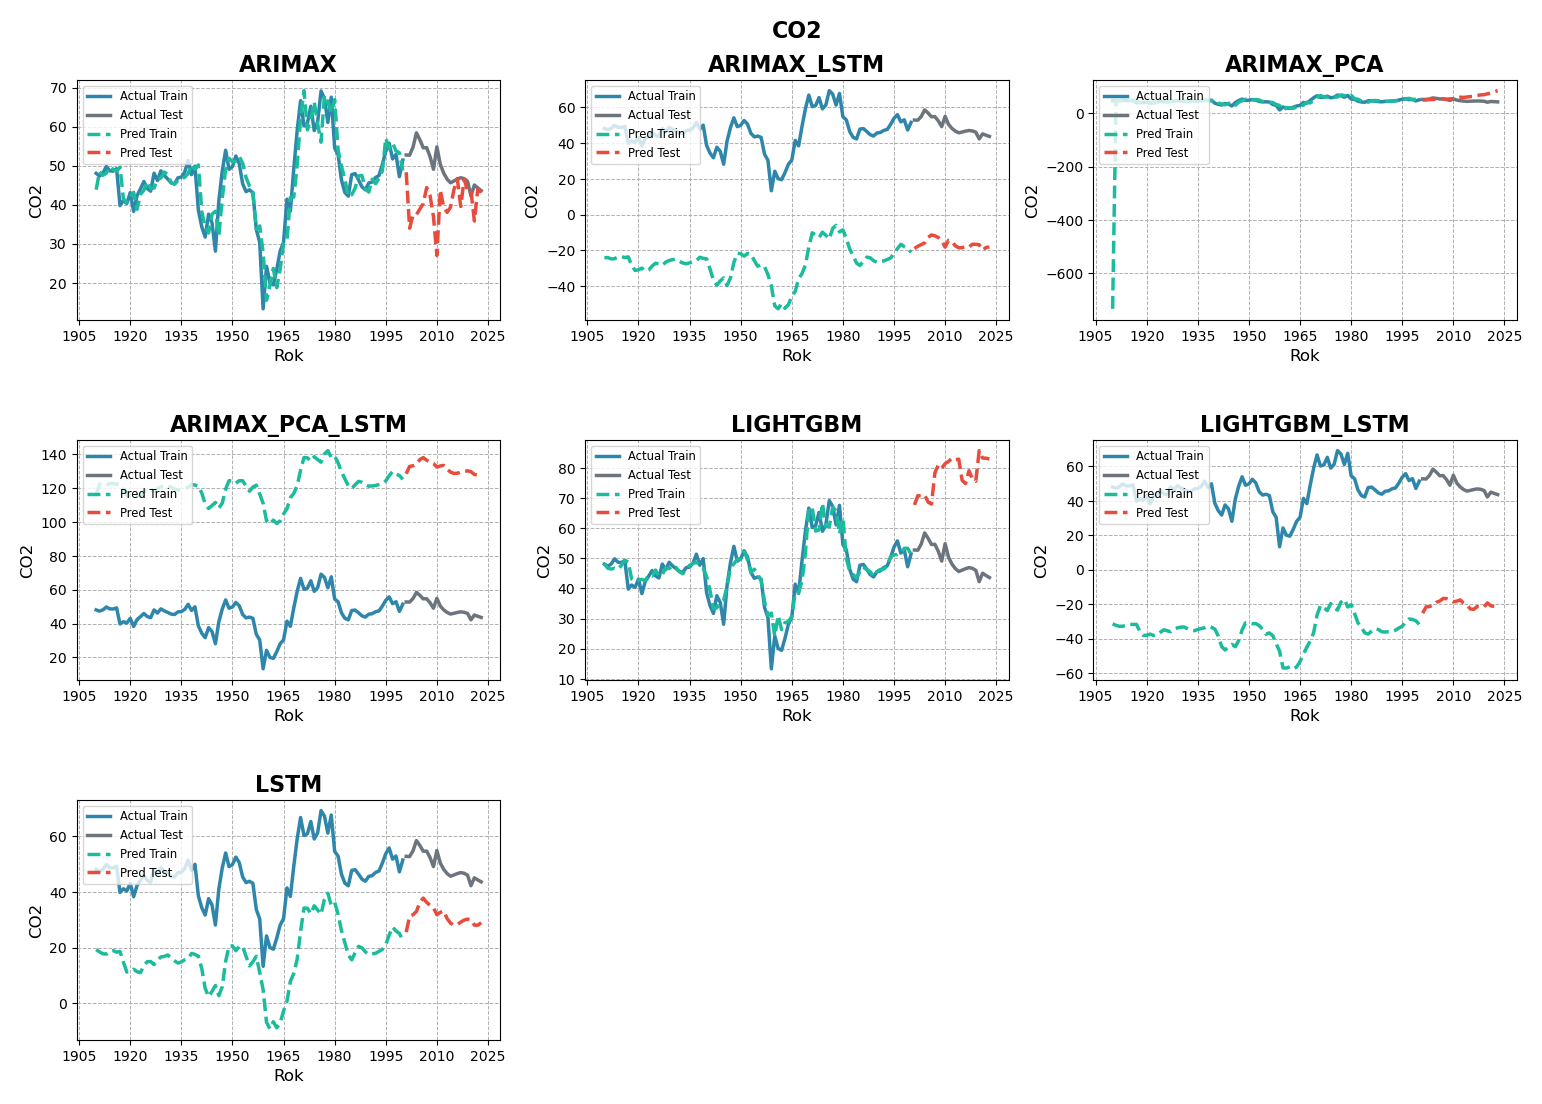 CO2
ARIMAX
CO2
70
60
50
40
30
20
Actual Train
Actual Test
Pred Train
Pred Test
1905 1920 1935 1950 1965 1980 1995 2010 2025
Rok
ARIMAX_LSTM
CO2
60
40
20
0
−20
−40
Actual Train
Actual Test
Pred Train
Pred Test
1905 1920 1935 1950 1965 1980 1995 2010 2025
Rok
ARIMAX_PCA
CO2
0
−200
−400
−600
Actual Train
Actual Test
Pred Train
Pred Test
1905 1920 1935 1950 1965 1980 1995 2010 2025
Rok
ARIMAX_PCA_LSTM
CO2
140
120
100
80
60
40
20
Actual Train
Actual Test
Pred Train
Pred Test
1905 1920 1935 1950 1965 1980 1995 2010 2025
Rok
LIGHTGBM
CO2
80
70
60
50
40
30
20
10
Actual Train
Actual Test
Pred Train
Pred Test
1905 1920 1935 1950 1965 1980 1995 2010 2025
Rok
LIGHTGBM_LSTM
CO2
60
40
20
0
−20
−40
−60
Actual Train
Actual Test
Pred Train
Pred Test
1905 1920 1935 1950 1965 1980 1995 2010 2025
Rok
LSTM
CO2
60
40
20
0
Actual Train
Actual Test
Pred Train
Pred Test
1905 1920 1935 1950 1965 1980 1995 2010 2025
Rok